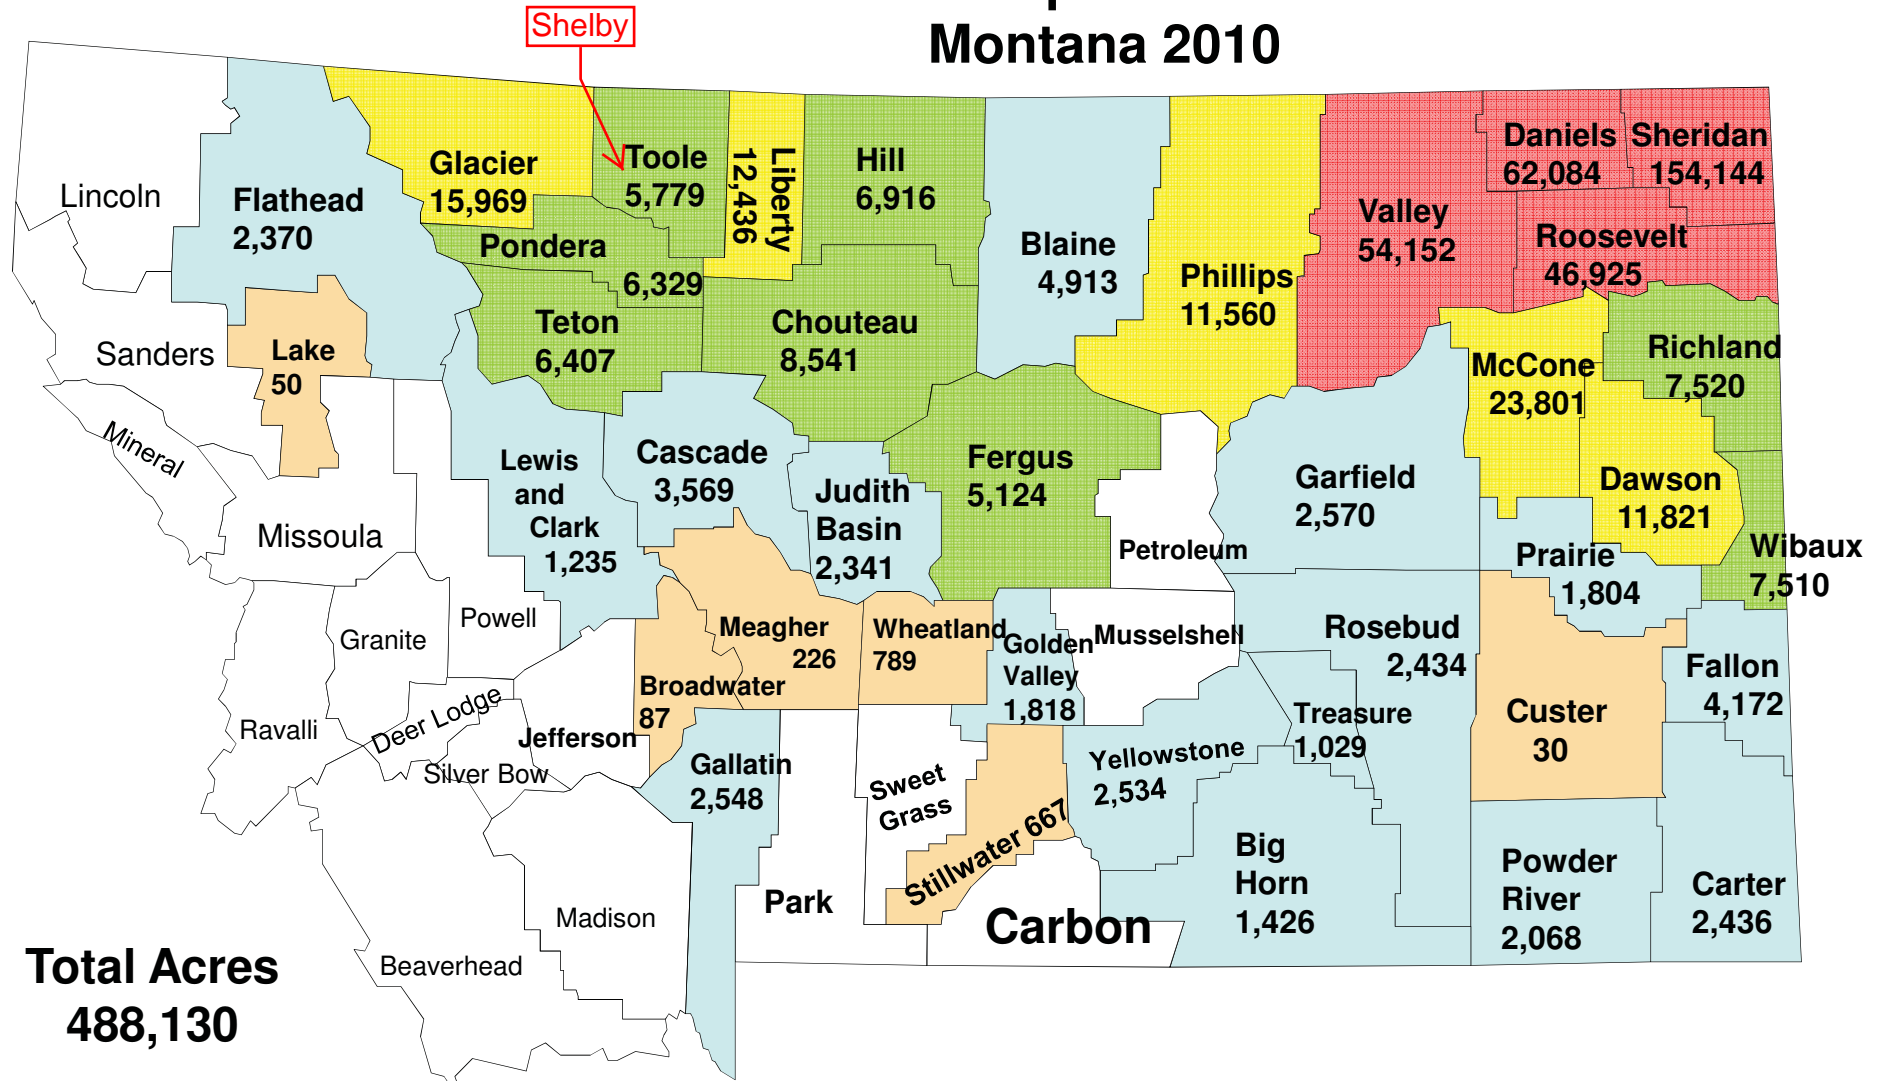 Montana 2010
Shelby
Lincoln
Flathead
2,370
Glacier
15,969
Toole
5,779
Liberty
12,436
Hill
6,916
Blaine
4,913
Phillips
11,560
Valley
54,152
Daniels
62,084
Sheridan
154,144
Roosevelt
46,925
Pondera
6,329
Teton
6,407
Chouteau
8,541
Sanders
Lake
50
McCone
23,801
Richland
7,520
Mineral
Missoula
Lewis
and
Clark
1,235
Cascade
3,569
Judith
Basin
2,341
Fergus
5,124
Petroleum
Garfield
2,570
Dawson
11,821
Prairie
1,804
Wibaux
7,510
Powell
Granite
Ravalli
Deer Lodge
Silver Bow
Jefferson
Broadwater
87
Meagher
226
Wheatland
789
Golden
Valley
1,818
Musselshell
Rosebud
2,434
Treasure
1,029
Custer
30
Fallon
4,172
Gallatin
2,548
Sweet
Grass
Stillwater 667
Yellowstone
2,534
Big
Horn
1,426
Powder
River
2,068
Carter
2,436
Park
Carbon
Madison
Beaverhead
Total Acres
488,130